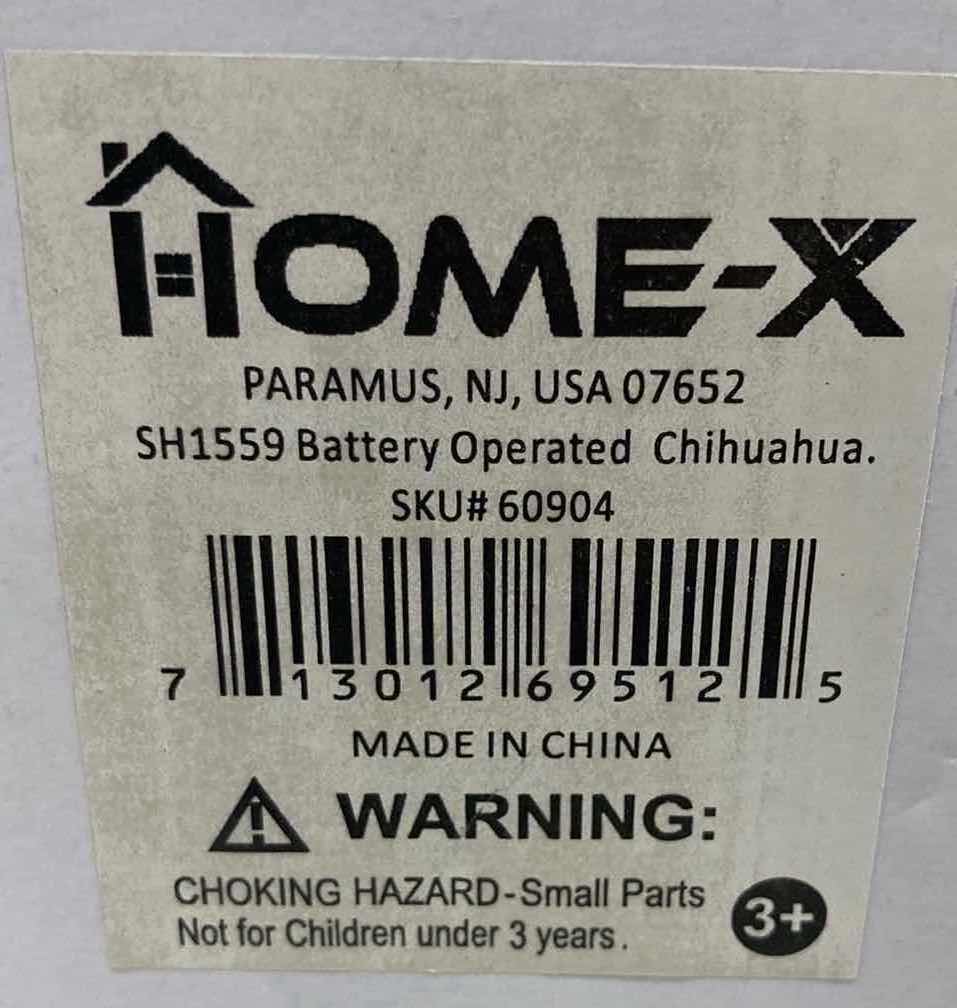 HOME-X
PARAMUS, NJ, USA 07652
SH1559 Battery Operated Chihuahua.
SKU# 60904
7 13012 69512 5
MADE IN CHINA
WARNING:
CHOKING HAZARD-Small Parts
Not for Children under 3 years.
3+